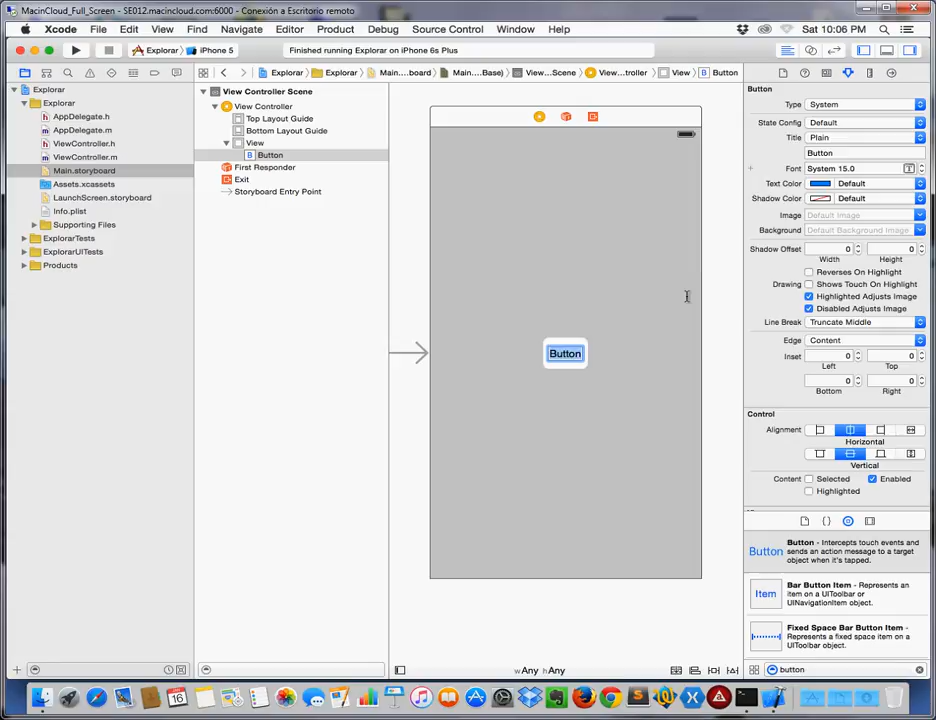 MacinCloud_Full_Screen - SE012.macincloud.com:6000 - Conexión a Escritorio remoto
Xcode File Edit View Find Navigate Editor Product Debug Source Control Window Help
Sat 10:06 PM
Explorar iPhone 5
Finished running Explorar on iPhone 6s Plus
Explorar Explorar Main....board Main....Base) View...Scene View...troller View B Button
Explorar
Explorar
h AppDelegate.h
m AppDelegate.m
h ViewController.h
m ViewController.m
Main.storyboard
Assets.xcassets
LaunchScreen.storyboard
Info.plist
Supporting Files
ExplorarTests
ExplorarUITests
Products
View Controller Scene
View Controller
Top Layout Guide
Bottom Layout Guide
View
B Button
First Responder
Exit
Storyboard Entry Point
Button
wAny hAny
Button
Type System
State Config Default
Title Plain
Button
Font System 15.0
Text Color Default
Shadow Color Default
Image Default Image
Background Default Background Image
Shadow Offset 0 0
Width Height
Reverses On Highlight
Drawing Shows Touch On Highlight
Highlighted Adjusts Image
Disabled Adjusts Image
Line Break Truncate Middle
Edge Content
Inset 0 0
Left Top
0 0
Bottom Right
Control
Alignment
Horizontal
Vertical
Content Selected Enabled
Highlighted
Button
Button - Intercepts touch events and
sends an action message to a target
object when it's tapped.
Item
Bar Button Item - Represents an
item on a UIToolbar or
UINavigationItem object.
Fixed Space Bar Button Item -
Represents a fixed space item on a
UIToolbar object.
button
16